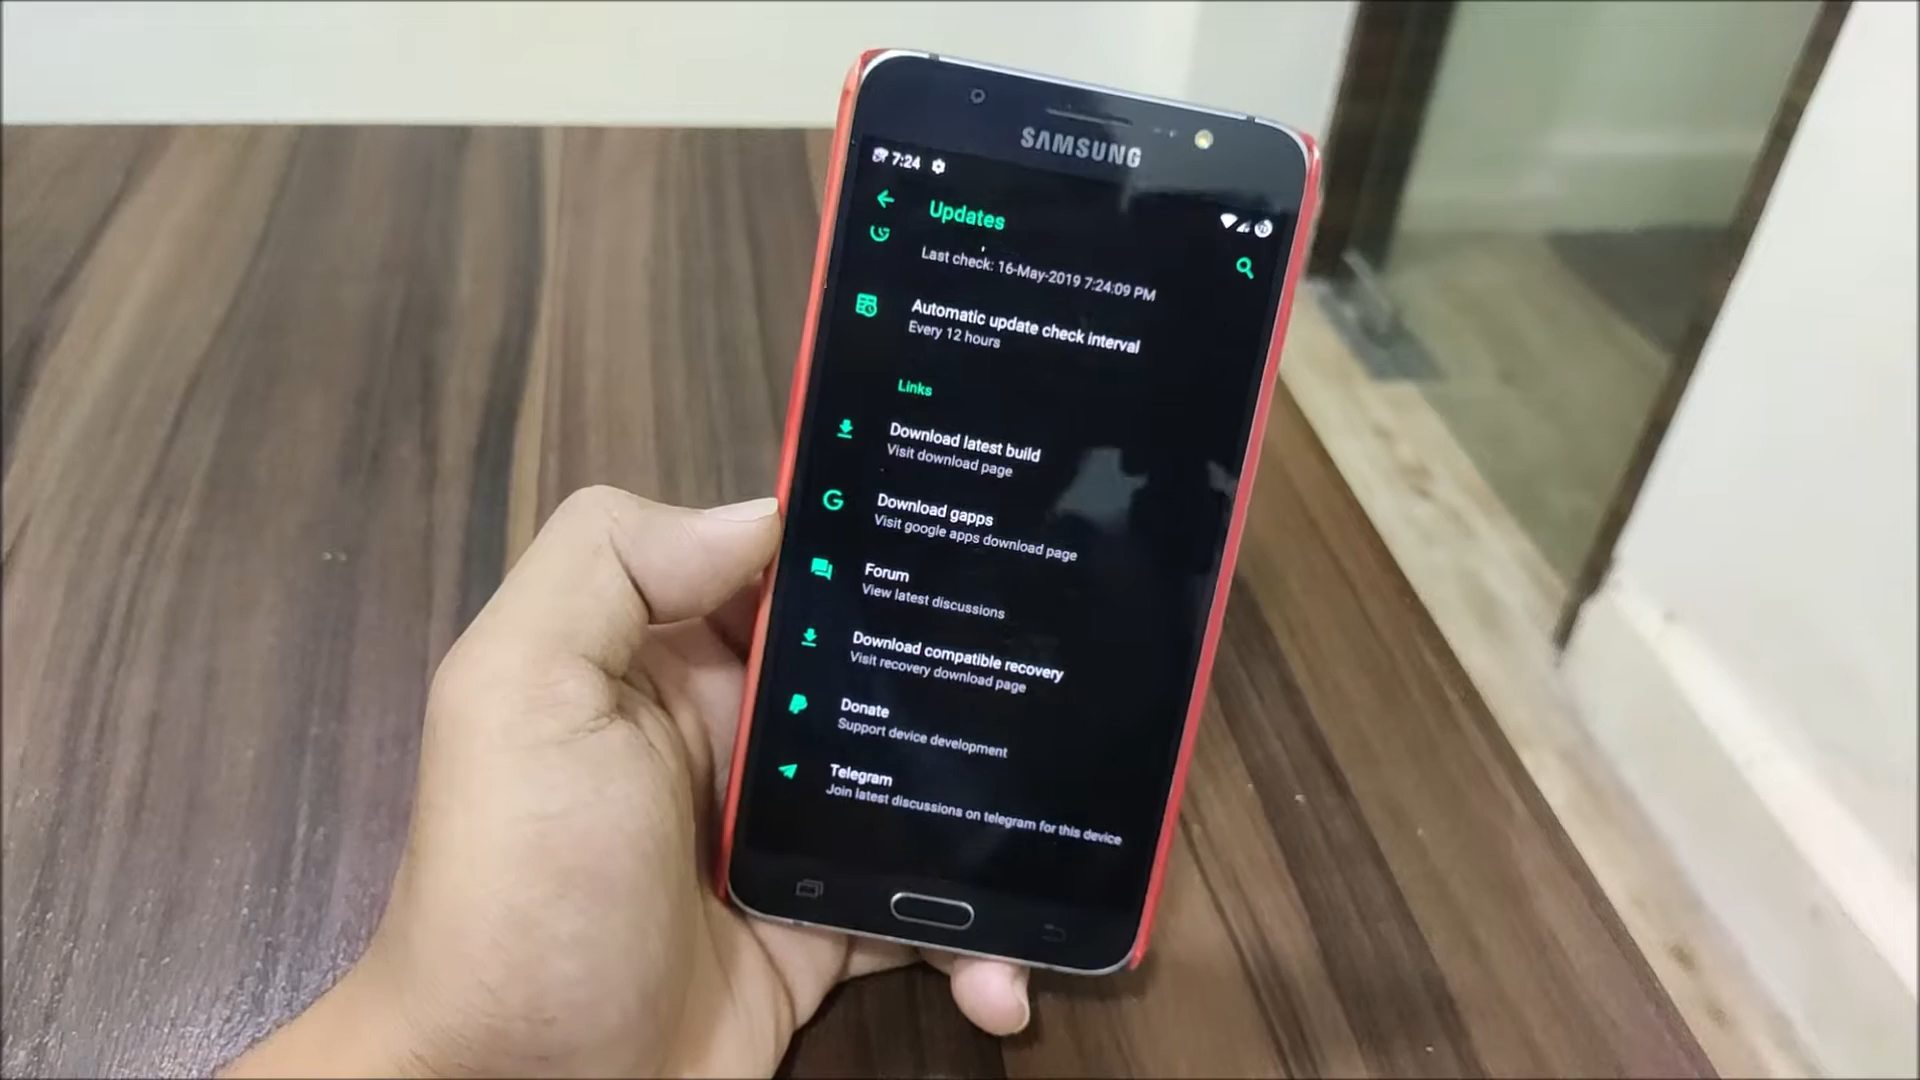 SAMSUNG
7:24
Updates
Last check: 16-May-2019 7:24:09 PM
Automatic update check interval
Every 12 hours
Links
Download latest build
Visit download page
Download gapps
Visit google apps download page
Forum
View latest discussions
Download compatible recovery
Visit recovery download page
Donate
Support device development
Telegram
Join latest discussions on telegram for this device